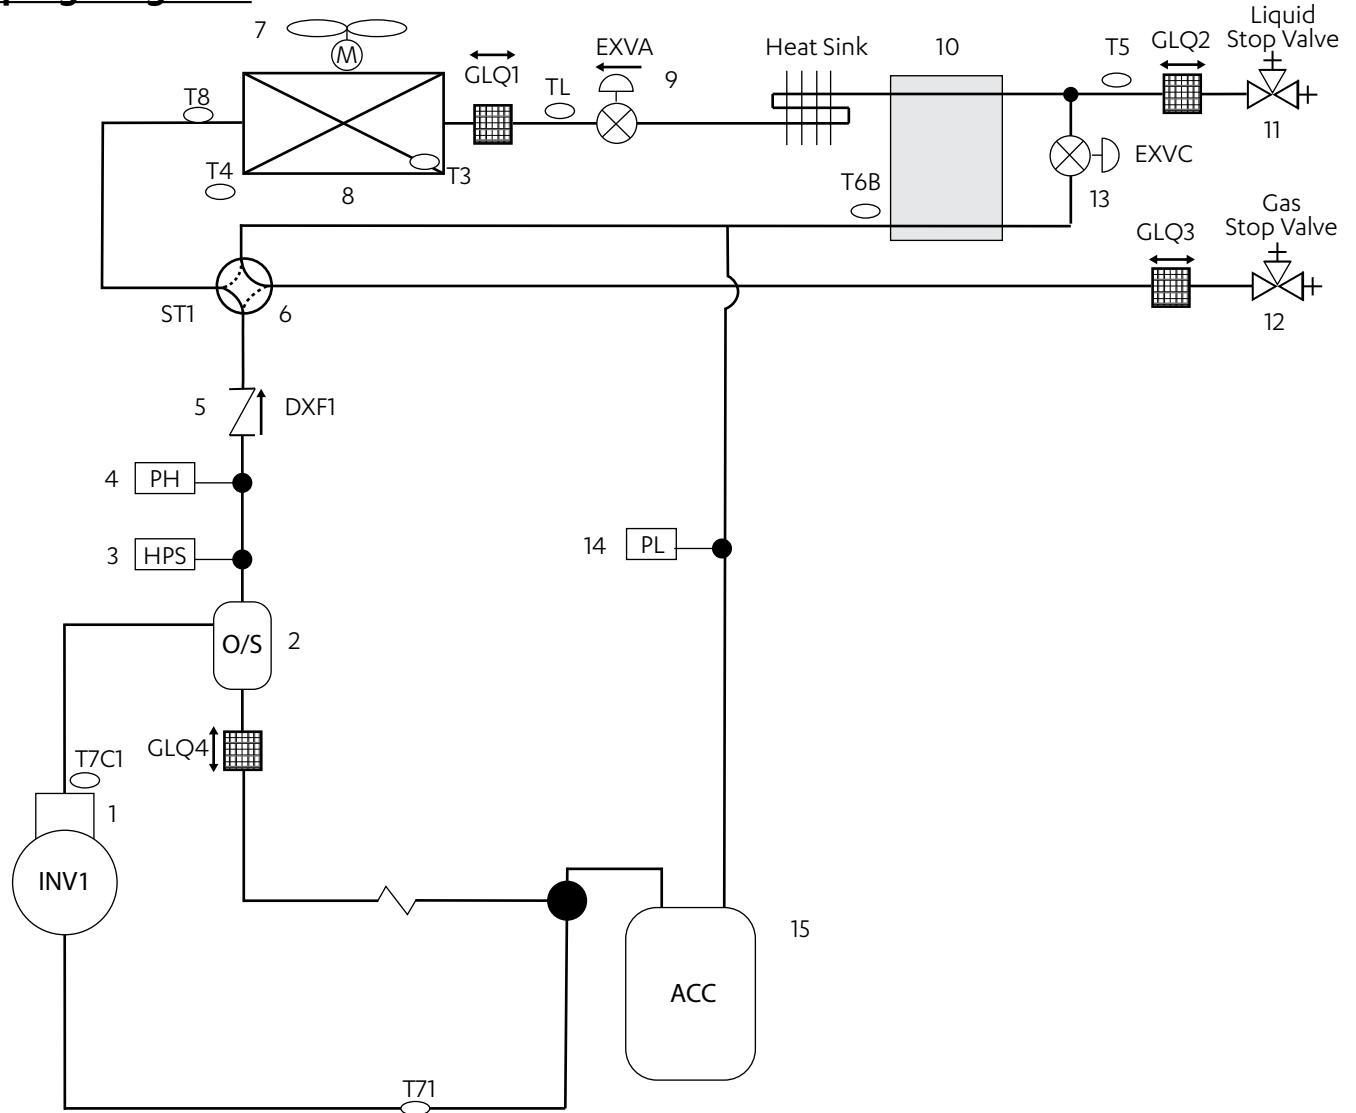 7
M
EXVA
Heat Sink
10
T5
GLQ2
Liquid
Stop Valve
GLQ1
TL
9
T8
11
T4
T3
8
T6B
EXVC
13
Gas
Stop Valve
GLQ3
ST1
6
12
5
DXF1
4
PH
3
HPS
14
PL
O/S
2
GLQ4
T7C1
1
INV1
15
ACC
T71